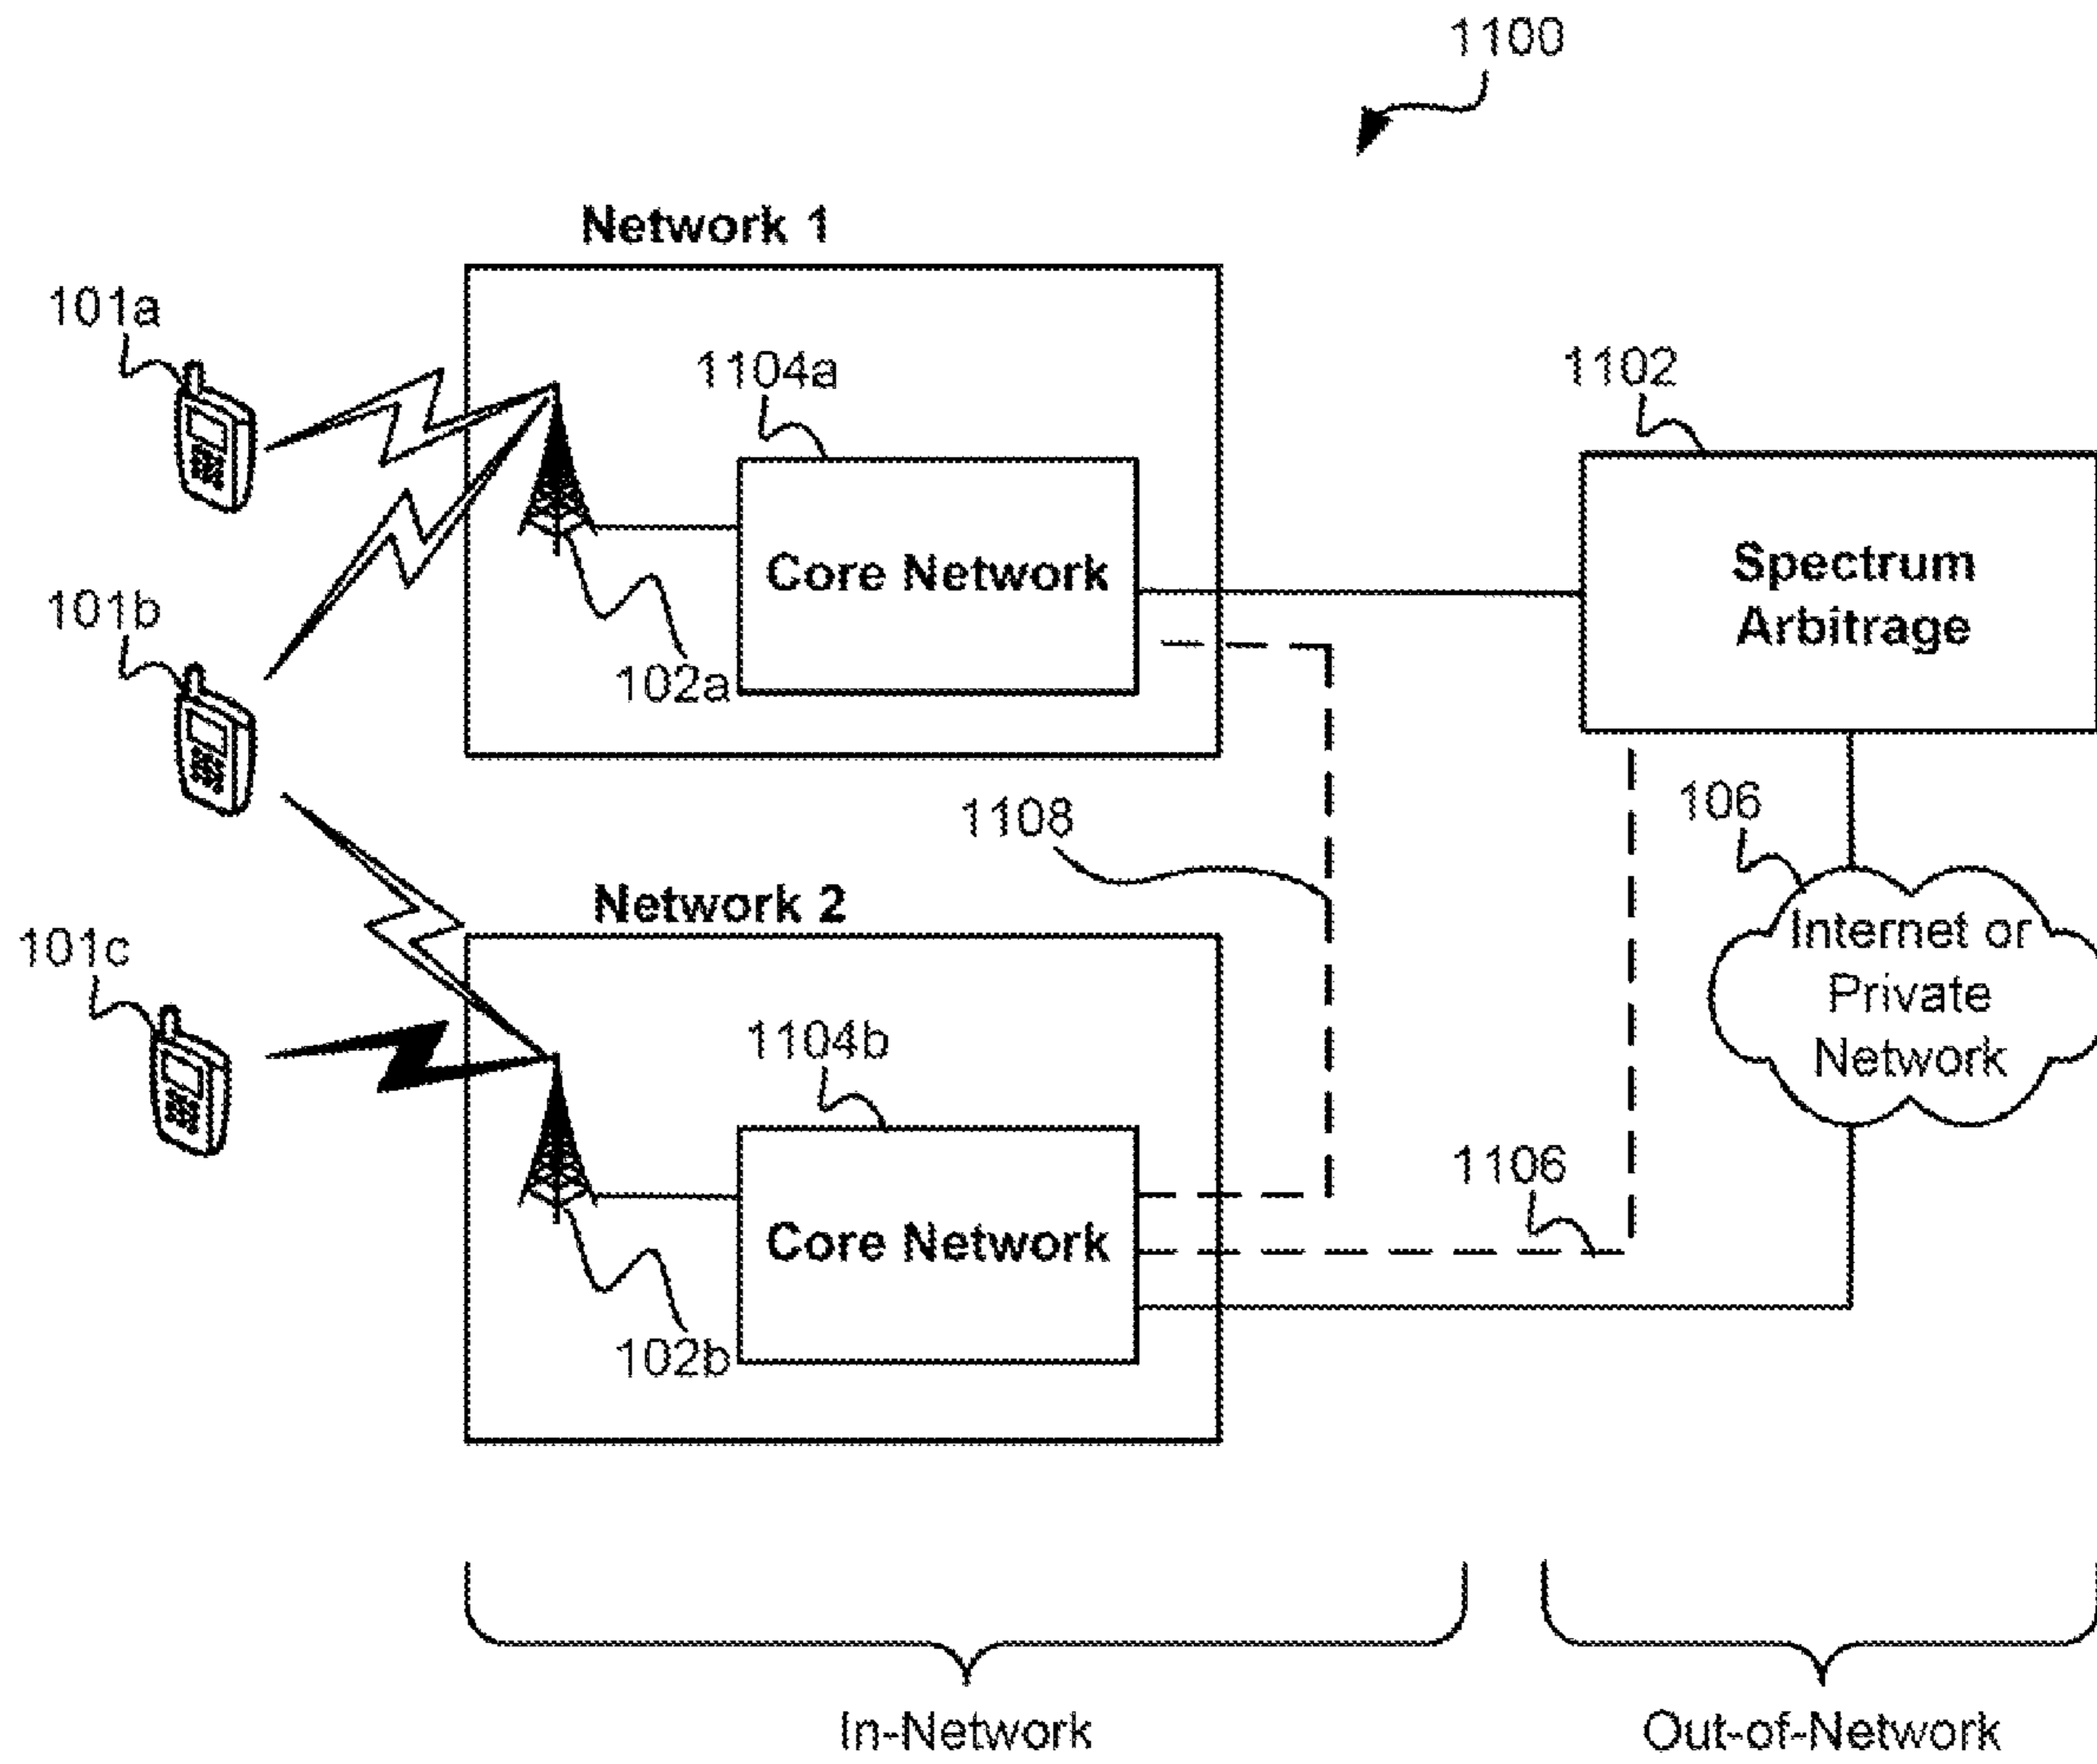 1100
Network 1
101a
1104a
1102
Core Network
Spectrum
Arbitrage
101b
102a
1108
106
Network 2
Internet or
Private
Network
101c
1104b
1106
Core Network
102b
In-Network
Out-of-Network